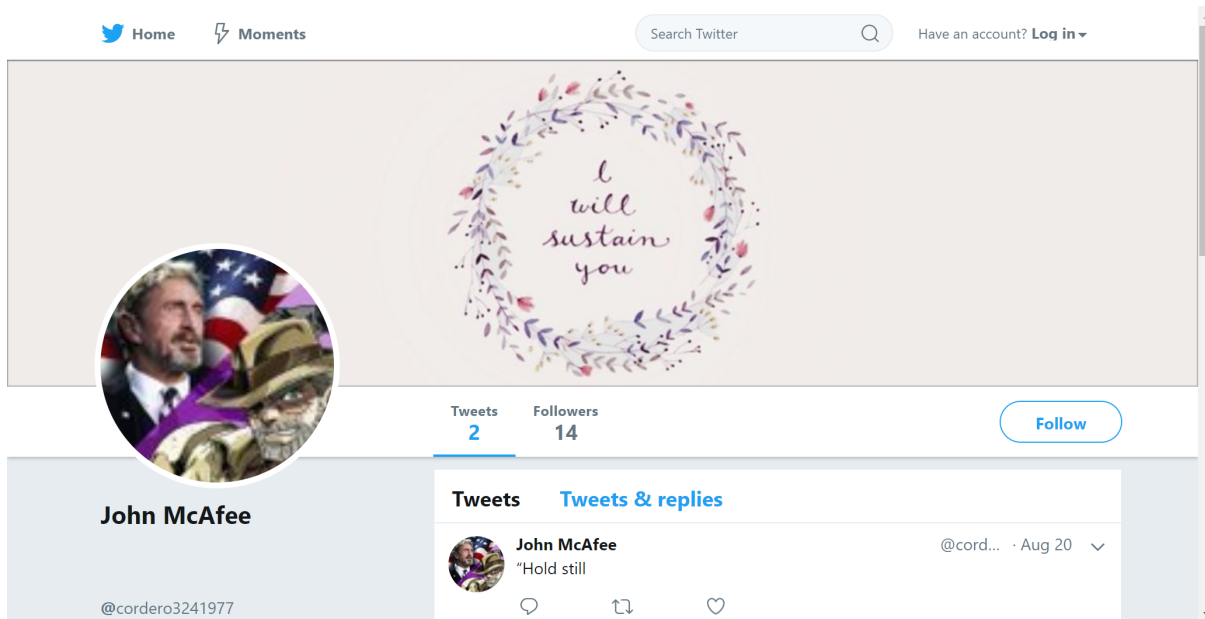 Home Moments Search Twitter Have an account? Log in
I
will
sustain
you
Tweets Followers
2 14
Follow
John McAfee
@cordero3241977
Tweets Tweets & replies
John McAfee @cord... · Aug 20
“Hold still